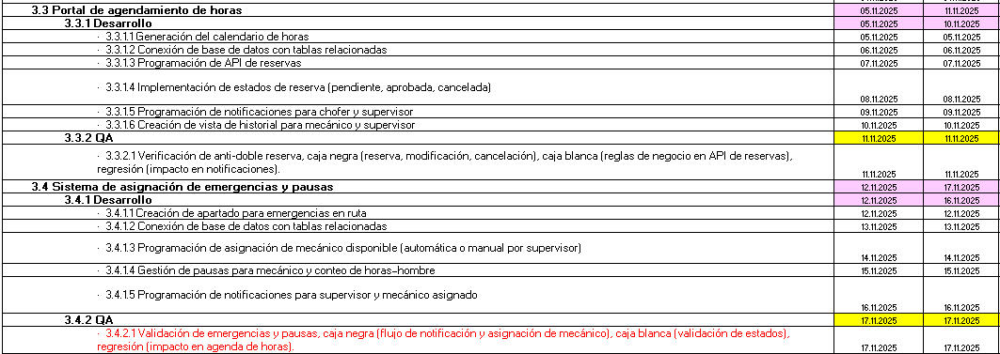 3.3 Portal de agendamiento de horas 05.11.2025 11.11.2025
3.3.1 Desarrollo 05.11.2025 10.11.2025
· 3.3.1.1 Generación del calendario de horas 05.11.2025 05.11.2025
· 3.3.1.2 Conexión de base de datos con tablas relacionadas 06.11.2025 06.11.2025
· 3.3.1.3 Programación de API de reservas 07.11.2025 07.11.2025
· 3.3.1.4 Implementación de estados de reserva (pendiente, aprobada, cancelada) 08.11.2025 08.11.2025
· 3.3.1.5 Programación de notificaciones para chofer y supervisor 09.11.2025 09.11.2025
· 3.3.1.6 Creación de vista de historial para mecánico y supervisor 10.11.2025 10.11.2025
3.3.2 QA 11.11.2025 11.11.2025
· 3.3.2.1 Verificación de anti-doble reserva, caja negra (reserva, modificación, cancelación), caja blanca (reglas de negocio en API de reservas),
regresión (impacto en notificaciones). 11.11.2025 11.11.2025
3.4 Sistema de asignación de emergencias y pausas 12.11.2025 17.11.2025
3.4.1 Desarrollo 12.11.2025 16.11.2025
· 3.4.1.1 Creación de apartado para emergencias en ruta 12.11.2025 12.11.2025
· 3.4.1.2 Conexión de base de datos con tablas relacionadas 13.11.2025 13.11.2025
· 3.4.1.3 Programación de asignación de mecánico disponible (automática o manual por supervisor) 14.11.2025 14.11.2025
· 3.4.1.4 Gestión de pausas para mecánico y conteo de horas-hombre 15.11.2025 15.11.2025
· 3.4.1.5 Programación de notificaciones para supervisor y mecánico asignado 16.11.2025 16.11.2025
3.4.2 QA 17.11.2025 17.11.2025
· 3.4.2.1 Validación de emergencias y pausas, caja negra (flujo de notificación y asignación de mecánico), caja blanca (validación de estados),
regresión (impacto en agenda de horas). 17.11.2025 17.11.2025